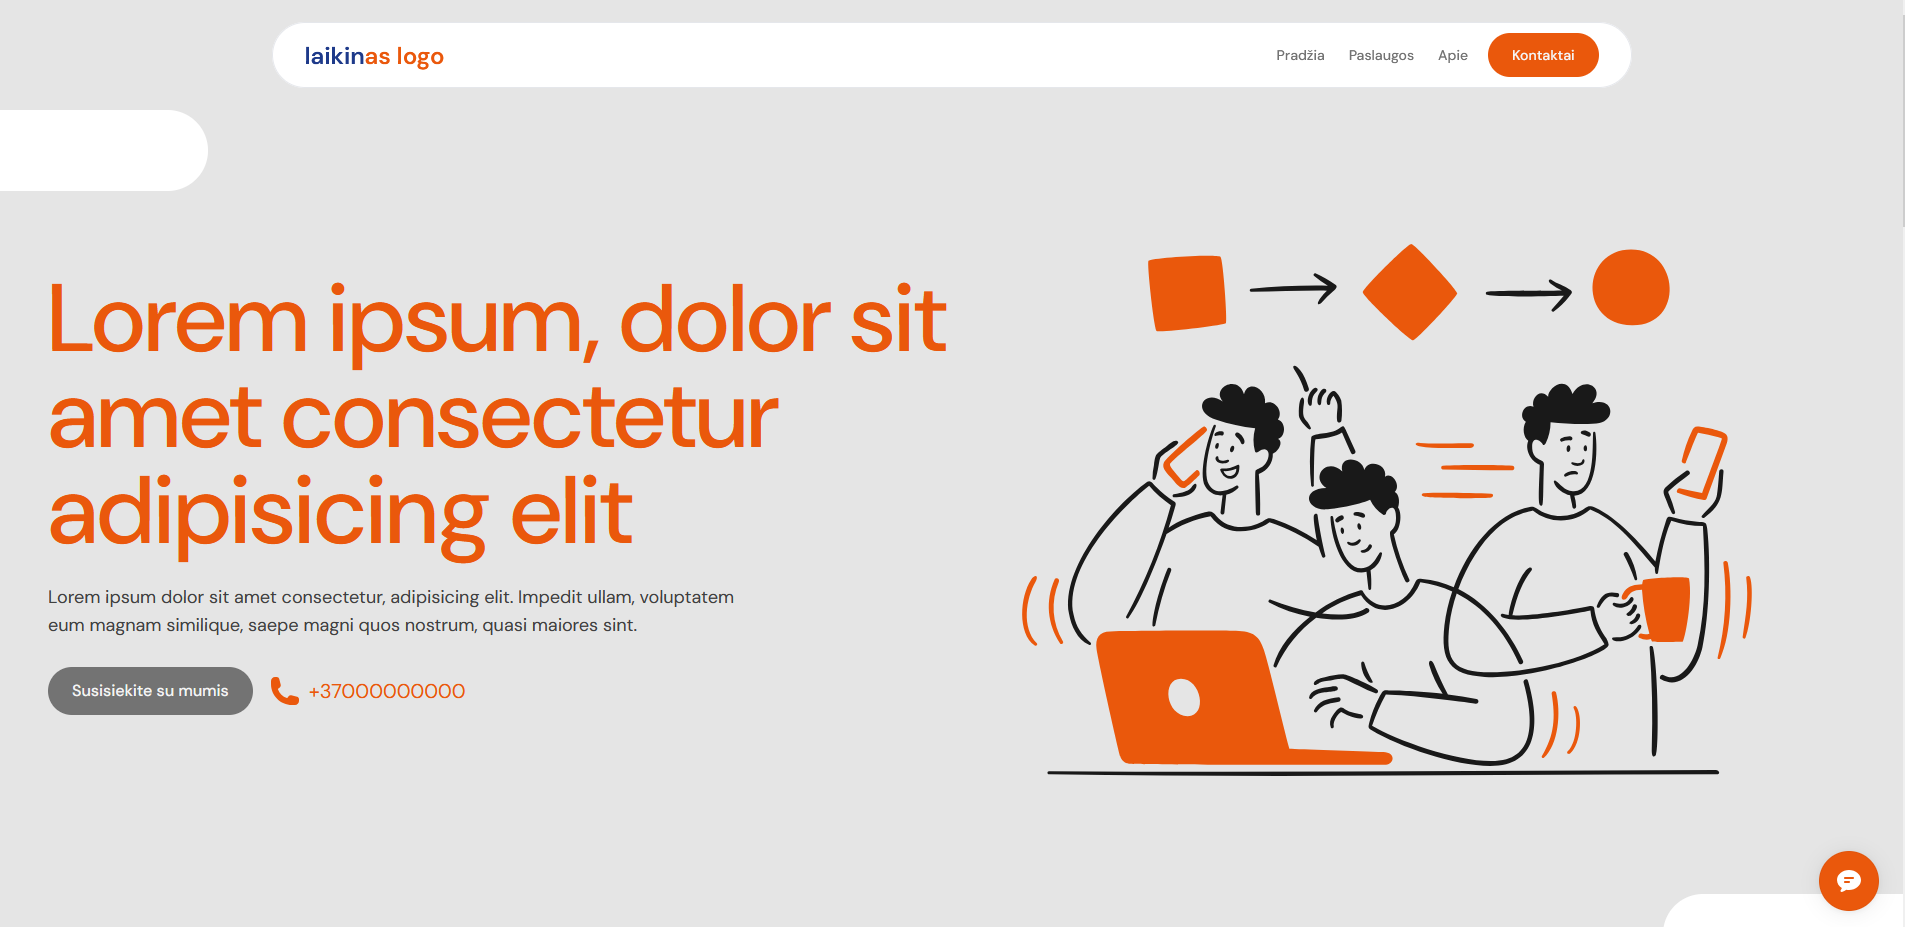 laikinas logo
Pradžia Paslaugos Apie Kontaktai
Lorem ipsum, dolor sit
amet consectetur
adipisicing elit
Lorem ipsum dolor sit amet consectetur, adipisicing elit. Impedit ullam, voluptatem
eum magnam similique, saepe magni quos nostrum, quasi maiores sint.
Susisiekite su mumis +37000000000